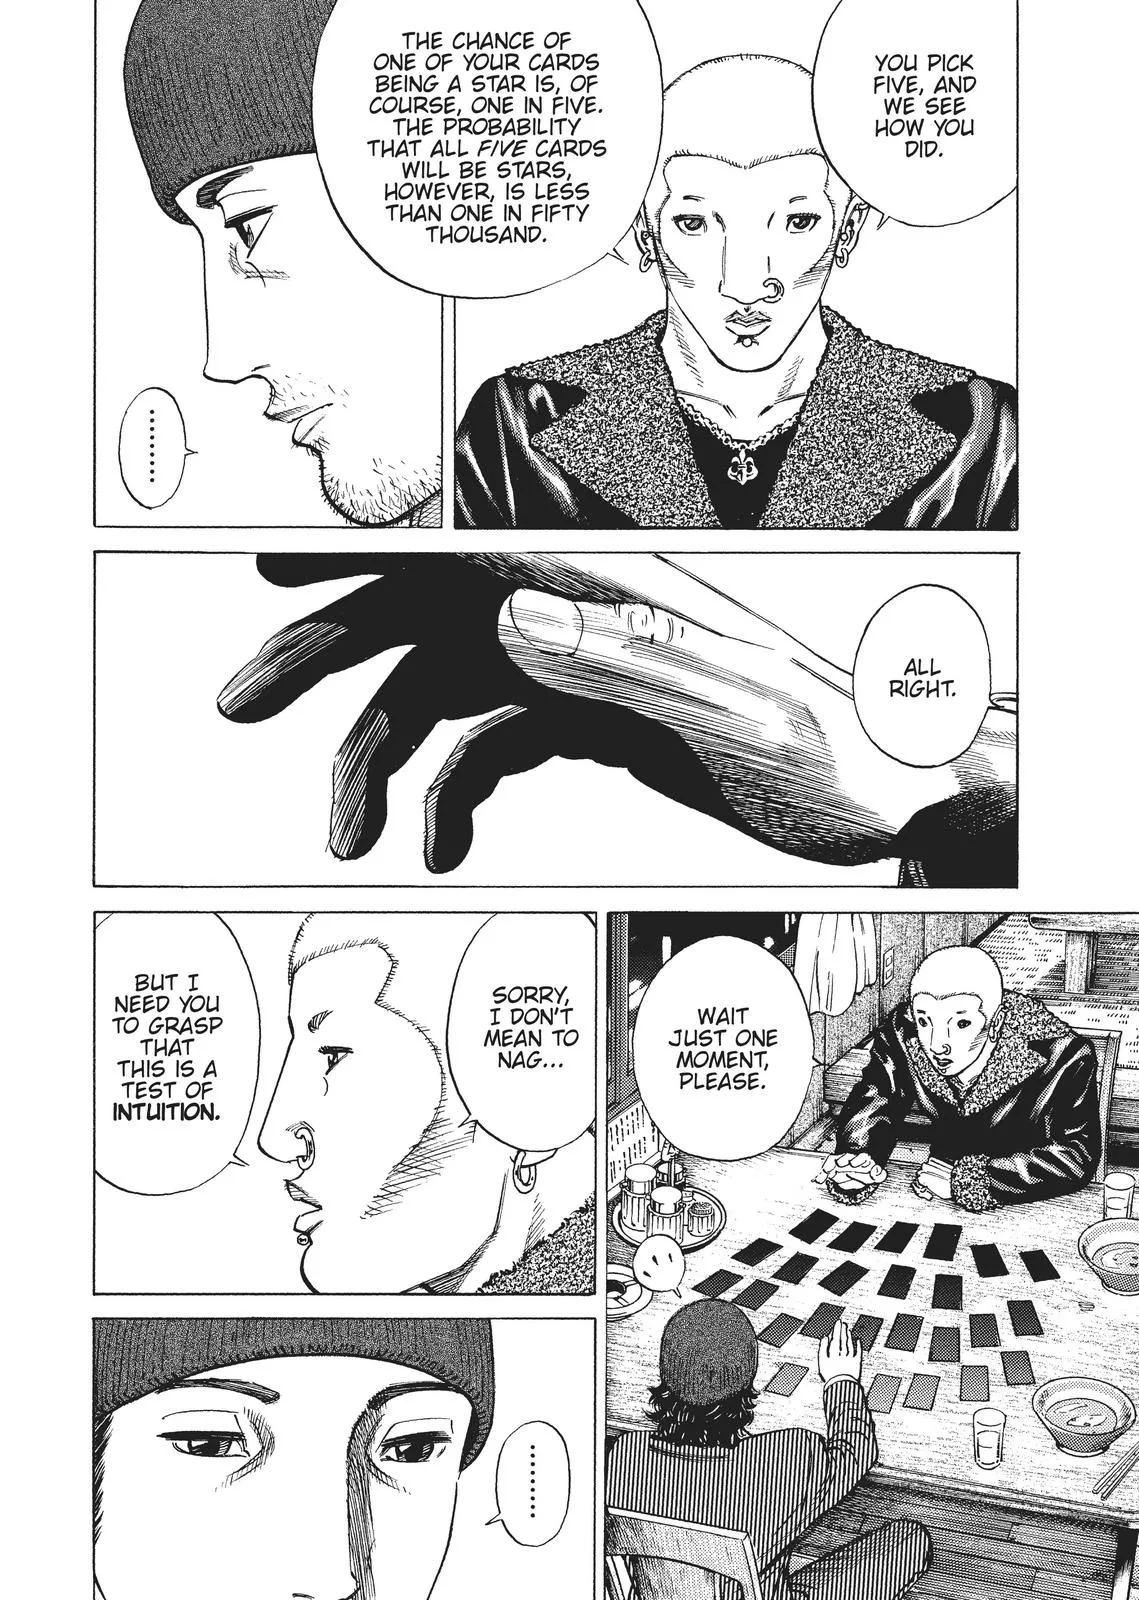 YOU PICK
FIVE, AND
WE SEE
HOW YOU
DID.
THE CHANCE OF
ONE OF YOUR CARDS
BEING A STAR IS, OF
COURSE, ONE IN FIVE.
THE PROBABILITY
THAT ALL FIVE CARDS
WILL BE STARS,
HOWEVER, IS LESS
THAN ONE IN FIFTY
THOUSAND.
.........
ALL
RIGHT.
WAIT
JUST ONE
MOMENT,
PLEASE.
SORRY,
I DON'T
MEAN TO
NAG...
BUT I
NEED YOU
TO GRASP
THAT
THIS IS A
TEST OF
INTUITION.
.........